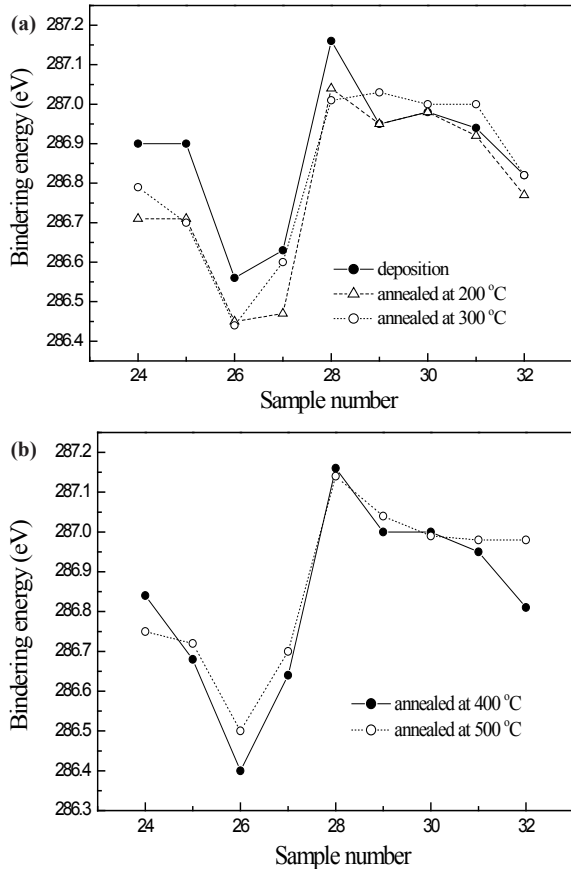 (a)
287.2
287.1
287.0
286.9
286.8
286.7
286.6
286.5
286.4
Bindering energy (eV)
deposition
annealed at 200 °C
annealed at 300 °C
24 26 28 30 32
Sample number
(b)
287.2
287.1
287.0
286.9
286.8
286.7
286.6
286.5
286.4
286.3
Bindering energy (eV)
annealed at 400 °C
annealed at 500 °C
24 26 28 30 32
Sample number